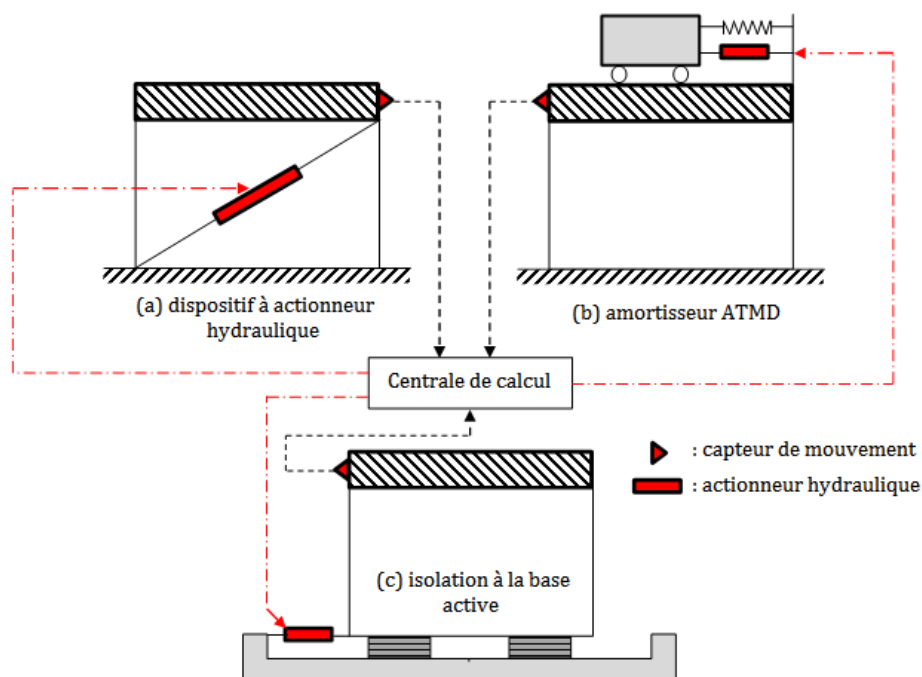 (a) dispositif à actionneur
hydraulique
(b) amortisseur ATMD
Centrale de calcul
: capteur de mouvement
: actionneur hydraulique
(c) isolation à la base
active